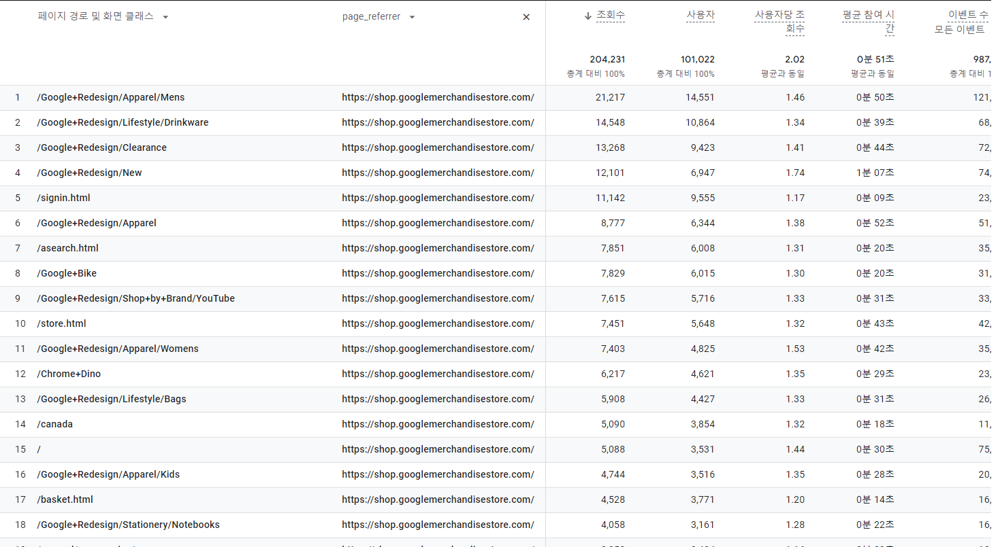 페이지 경로 및 화면 클래스 page_referrer 조회수 사용자 사용자당 조 평균 참여 시 이벤트 수
회수 간 모든 이벤트
204,231 101,022 2.02 0분 51초 987,
총계 대비 100% 총계 대비 100% 평균과 동일 평균과 동일 총계 대비 1
1 /Google+Redesign/Apparel/Mens https://shop.googlemerchandisestore.com/ 21,217 14,551 1.46 0분 50초 121,
2 /Google+Redesign/Lifestyle/Drinkware https://shop.googlemerchandisestore.com/ 14,548 10,864 1.34 0분 39초 68,
3 /Google+Redesign/Clearance https://shop.googlemerchandisestore.com/ 13,268 9,423 1.41 0분 44초 72,
4 /Google+Redesign/New https://shop.googlemerchandisestore.com/ 12,101 6,947 1.74 1분 07초 74,
5 /signin.html https://shop.googlemerchandisestore.com/ 11,142 9,555 1.17 0분 09초 23,
6 /Google+Redesign/Apparel https://shop.googlemerchandisestore.com/ 8,777 6,344 1.38 0분 52초 51,
7 /asearch.html https://shop.googlemerchandisestore.com/ 7,851 6,008 1.31 0분 20초 35,
8 /Google+Bike https://shop.googlemerchandisestore.com/ 7,829 6,015 1.30 0분 20초 31,
9 /Google+Redesign/Shop+by+Brand/YouTube https://shop.googlemerchandisestore.com/ 7,615 5,716 1.33 0분 31초 33,
10 /store.html https://shop.googlemerchandisestore.com/ 7,451 5,648 1.32 0분 43초 42,
11 /Google+Redesign/Apparel/Womens https://shop.googlemerchandisestore.com/ 7,403 4,825 1.53 0분 42초 35,
12 /Chrome+Dino https://shop.googlemerchandisestore.com/ 6,217 4,621 1.35 0분 29초 23,
13 /Google+Redesign/Lifestyle/Bags https://shop.googlemerchandisestore.com/ 5,908 4,427 1.33 0분 31초 26,
14 /canada https://shop.googlemerchandisestore.com/ 5,090 3,854 1.32 0분 18초 11,
15 / https://shop.googlemerchandisestore.com/ 5,088 3,531 1.44 0분 30초 75,
16 /Google+Redesign/Apparel/Kids https://shop.googlemerchandisestore.com/ 4,744 3,516 1.35 0분 28초 20,
17 /basket.html https://shop.googlemerchandisestore.com/ 4,528 3,771 1.20 0분 14초 16,
18 /Google+Redesign/Stationery/Notebooks https://shop.googlemerchandisestore.com/ 4,058 3,161 1.28 0분 22초 16,